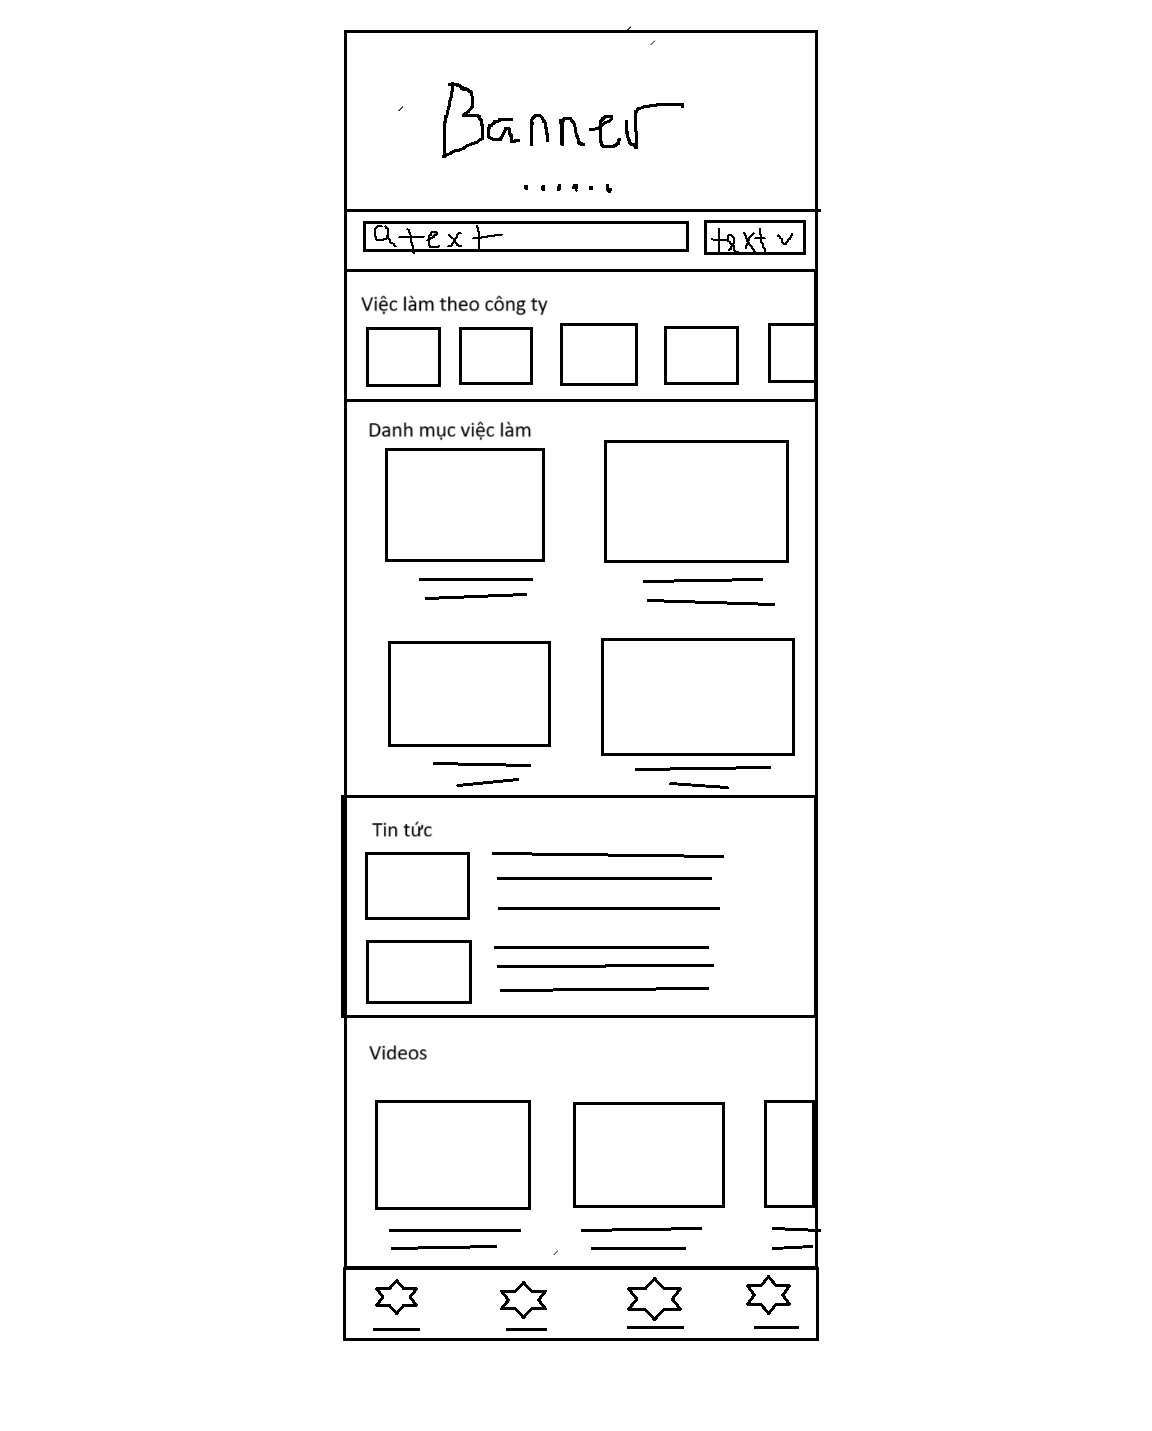 Banner
a text
text v
Việc làm theo công ty
Danh mục việc làm
Tin tức
Videos